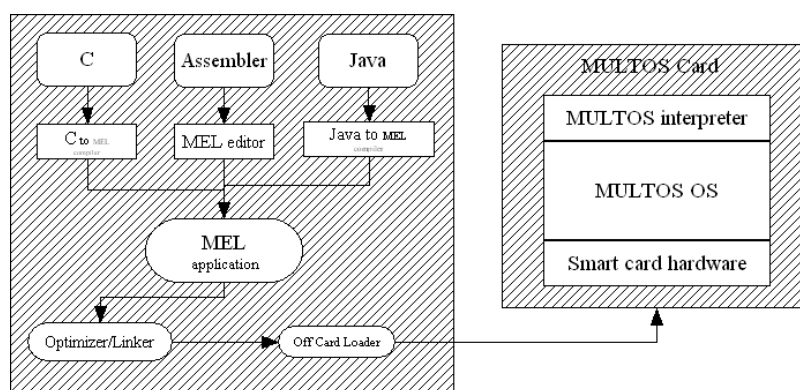 C
Assembler
Java
C to MEL
compiler
MEL editor
Java to MEL
compiler
MEL
application
Optimizer/Linker
Off Card Loader
MULTOS Card
MULTOS interpreter
MULTOS OS
Smart card hardware